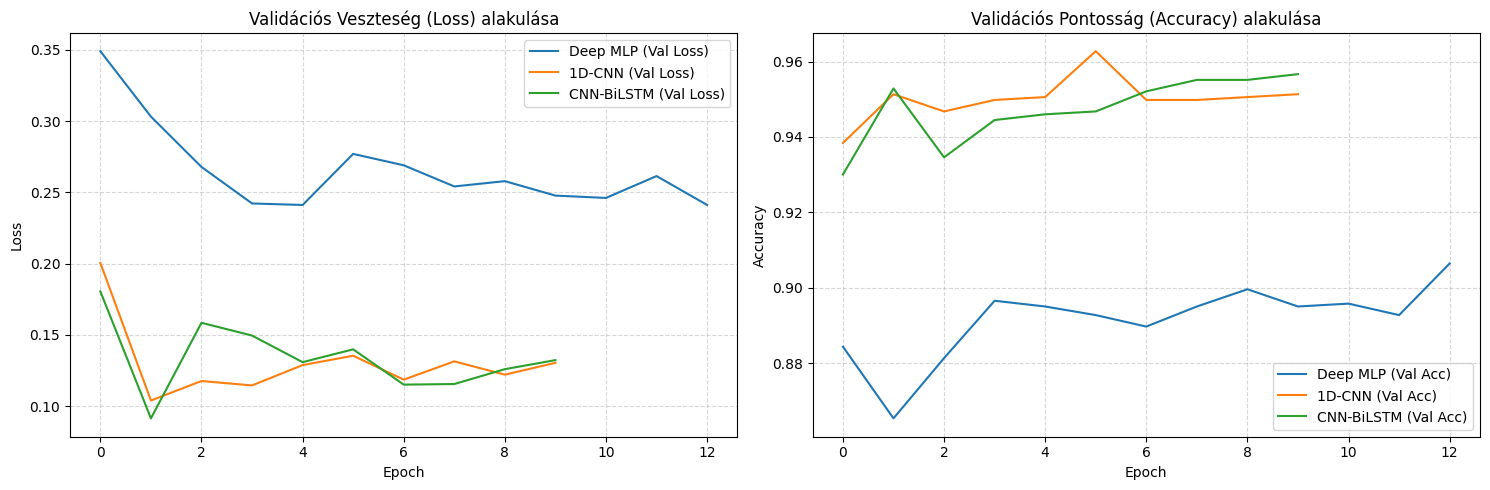 Validációs Veszteség (Loss) alakulása
0.35
0.30
0.25
0.20
0.15
0.10
Loss
0 2 4 6 8 10 12
Epoch
Deep MLP (Val Loss)
1D-CNN (Val Loss)
CNN-BiLSTM (Val Loss)
Validációs Pontosság (Accuracy) alakulása
0.96
0.94
0.92
0.90
0.88
Accuracy
0 2 4 6 8 10 12
Epoch
Deep MLP (Val Acc)
1D-CNN (Val Acc)
CNN-BiLSTM (Val Acc)